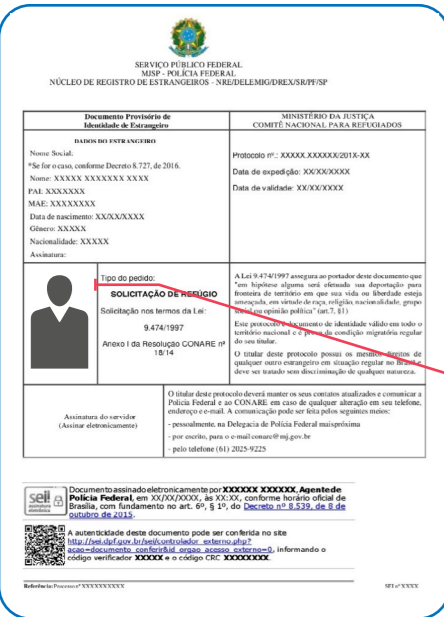 SERVIÇO PÚBLICO FEDERAL
MJSP - POLÍCIA FEDERAL
NÚCLEO DE REGISTRO DE ESTRANGEIROS - NRE/DELEMIG/DREX/SR/PF/SP
Documento Provisório de
Identidade de Estrangeiro
MINISTÉRIO DA JUSTIÇA
COMITÊ NACIONAL PARA REFUGIADOS
DADOS DO ESTRANGEIRO
Nome Social:
*Se for o caso, conforme Decreto 8.727, de 2016.
Nome: XXXXX XXXXXXX XXXX
PAI: XXXXXXX
MAE: XXXXXXXX
Data de nascimento: XX/XX/XXXX
Gênero: XXXXX
Nacionalidade: XXXXX
Assinatura:
Protocolo nº.: XXXXX.XXXXXX/201X-XX
Data de expedição: XX/XX/XXXX
Data de validade: XX/XX/XXXX
Tipo do pedido:
SOLICITAÇÃO DE REFÚGIO
Solicitação nos termos da Lei:
9.474/1997
Anexo I da Resolução CONARE nº
18/14
A Lei 9.474/1997 assegura ao portador deste documento que
"em hipótese alguma será efetuada sua deportação para
fronteira de território em que sua vida ou liberdade esteja
ameaçada, em virtude de raça, religião, nacionalidade, grupo
social ou opinião política" (art.7, §1)
Este protocolo é documento de identidade válido em todo o
território nacional e é prova da condição migratória regular
do seu titular.
O titular deste protocolo possui os mesmos direitos de
qualquer outro estrangeiro em situação regular no Brasil e
deve ser tratado sem discriminação de qualquer natureza.
Assinatura do servidor
(Assinar eletronicamente)
O titular deste protocolo deverá manter os seus contatos atualizados e comunicar a
Polícia Federal e ao CONARE em caso de qualquer alteração em seu telefone,
endereço e e-mail. A comunicação pode ser feita pelos seguintes meios:
- pessoalmente, na Delegacia de Polícia Federal maispróxima
- por escrito, para o e-mail conare@mj.gov.br
- pelo telefone (61) 2025-9225
seil
assinatura
eletrônica
Documento assinado eletronicamente por XXXXXX XXXXXX, Agente de
Polícia Federal, em XX/XX/XXXX, às XX:XX, conforme horário oficial de
Brasília, com fundamento no art. 6º, § 1º, do Decreto nº 8.539, de 8 de
outubro de 2015.
A autenticidade deste documento pode ser conferida no site
http://sei.dpf.gov.br/sei/controlador_externo.php?
acao=documento_conferir&id_orgao_acesso_externo=0, informando o
código verificador XXXXX e o código CRC XXXXXXXX.
Referência: Processo nº XXXXXXXXXX
SEI nº XXXX